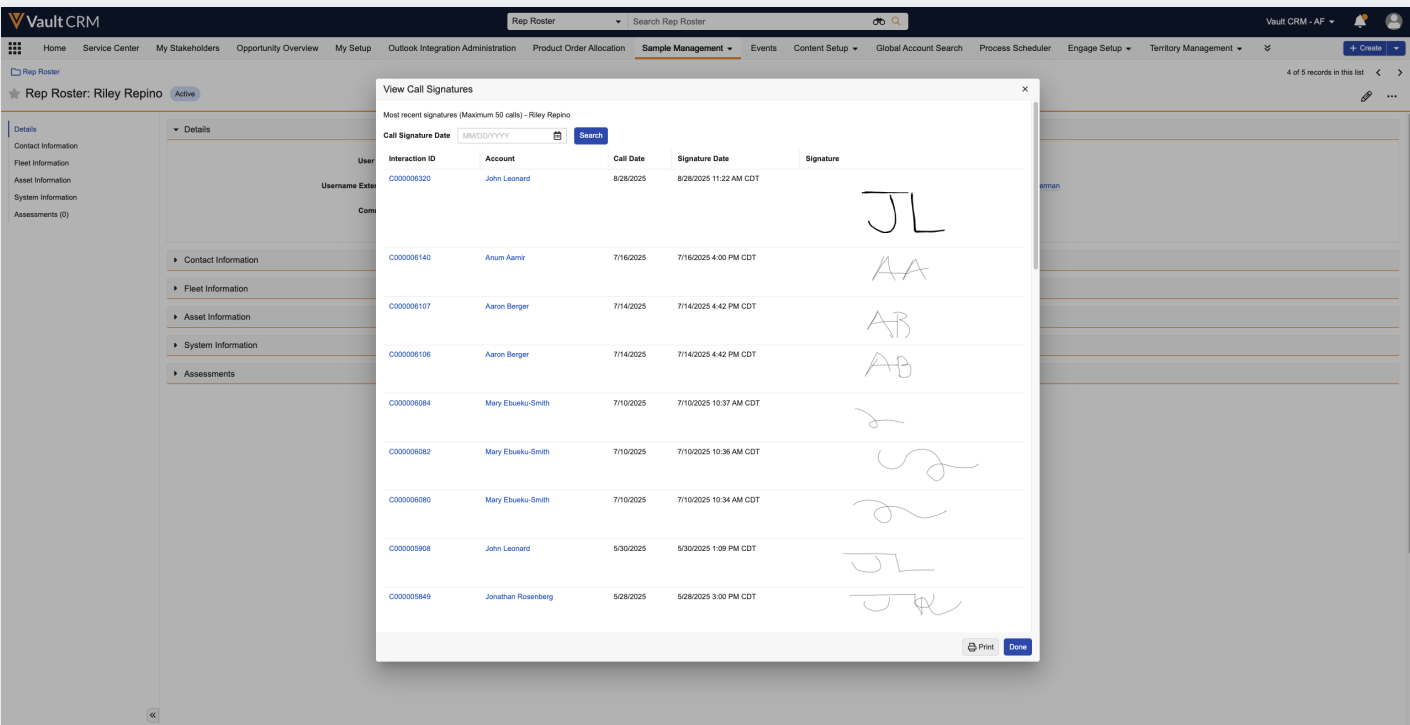 Vault CRM
Rep Roster
Search Rep Roster
Vault CRM - AF
Home Service Center My Stakeholders Opportunity Overview My Setup Outlook Integration Administration Product Order Allocation Sample Management Events Content Setup Global Account Search Process Scheduler Engage Setup Territory Management
+ Create
Rep Roster
4 of 5 records in this list
Rep Roster: Riley Repino Active
Details
Contact Information
Fleet Information
Asset Information
System Information
Assessments (0)
Details
User
Username Exter
Com
erman
Contact Information
Fleet Information
Asset Information
System Information
Assessments
View Call Signatures
Most recent signatures (Maximum 50 calls) - Riley Repino
Call Signature Date MM/DD/YYYY Search
Interaction ID Account Call Date Signature Date Signature
C000006320 John Leonard 8/28/2025 8/28/2025 11:22 AM CDT JL
C000006140 Anum Aamir 7/16/2025 7/16/2025 4:00 PM CDT AA
C000006107 Aaron Berger 7/14/2025 7/14/2025 4:42 PM CDT AB
C000006106 Aaron Berger 7/14/2025 7/14/2025 4:42 PM CDT AB
C000006084 Mary Ebueku-Smith 7/10/2025 7/10/2025 10:37 AM CDT
C000006082 Mary Ebueku-Smith 7/10/2025 7/10/2025 10:36 AM CDT
C000006080 Mary Ebueku-Smith 7/10/2025 7/10/2025 10:34 AM CDT
C000005908 John Leonard 5/30/2025 5/30/2025 1:09 PM CDT JL
C000005849 Jonathan Rosenberg 5/28/2025 5/28/2025 3:00 PM CDT JR
Print Done